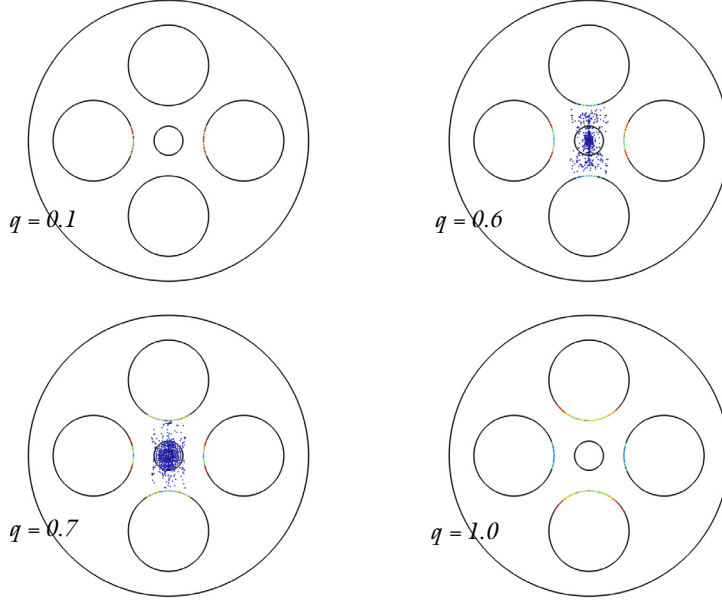 q = 0.1
q = 0.6
q = 0.7
q = 1.0